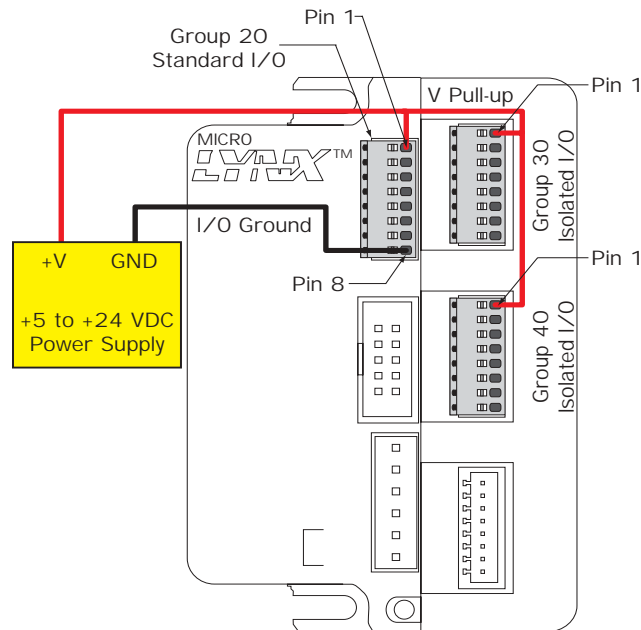 Pin 1
Group 20
Standard I/O
V Pull-up
Pin 1
MICRO
LYNX™
Group 30
Isolated I/O
I/O Ground
+V GND
Pin 8
Pin 1
+5 to +24 VDC
Power Supply
Group 40
Isolated I/O